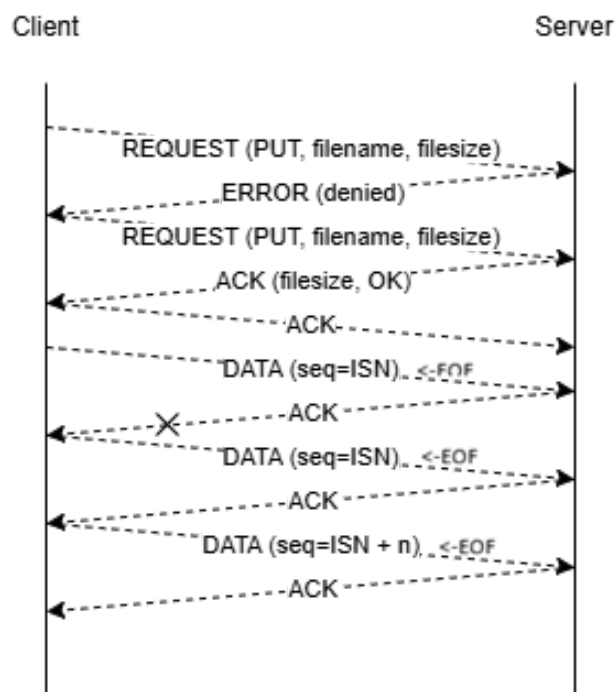 Client Server
REQUEST (PUT, filename, filesize)
ERROR (denied)
REQUEST (PUT, filename, filesize)
ACK (filesize, OK)
ACK
DATA (seq=ISN) <-EOF
ACK
DATA (seq=ISN) <-EOF
ACK
DATA (seq=ISN + n) <-EOF
ACK